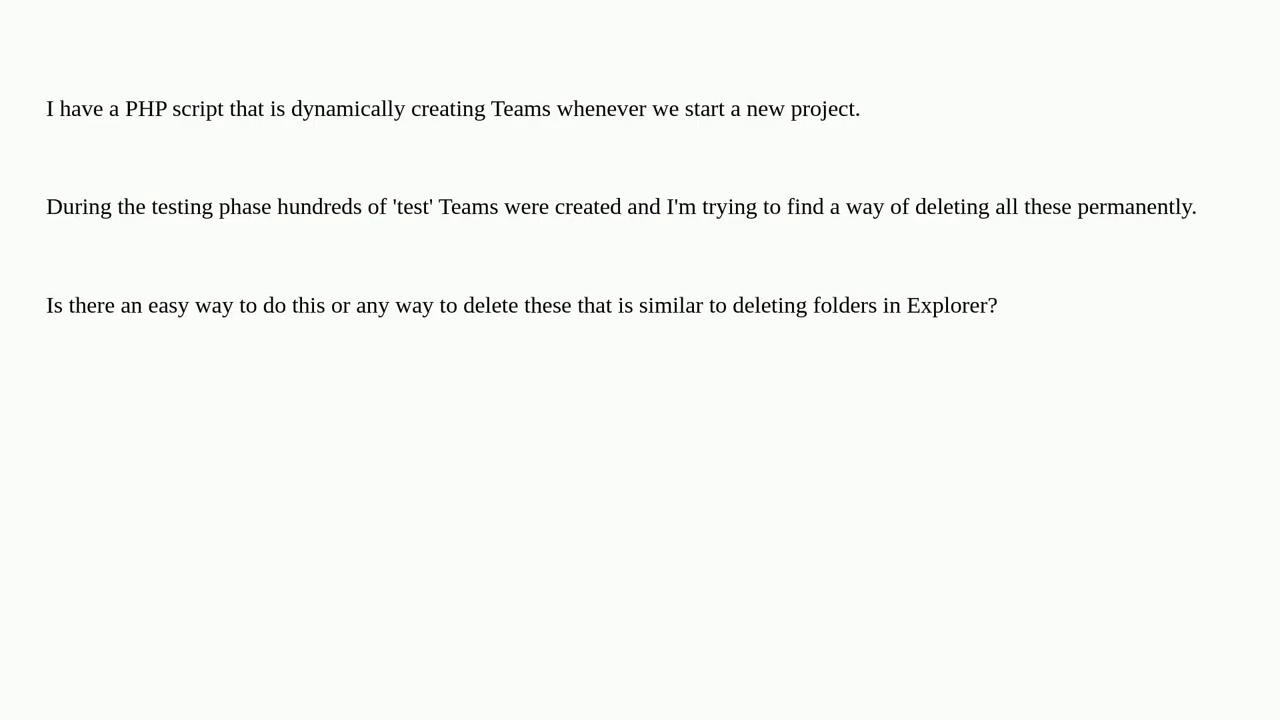 I have a PHP script that is dynamically creating Teams whenever we start a new project.
During the testing phase hundreds of 'test' Teams were created and I'm trying to find a way of deleting all these permanently.
Is there an easy way to do this or any way to delete these that is similar to deleting folders in Explorer?